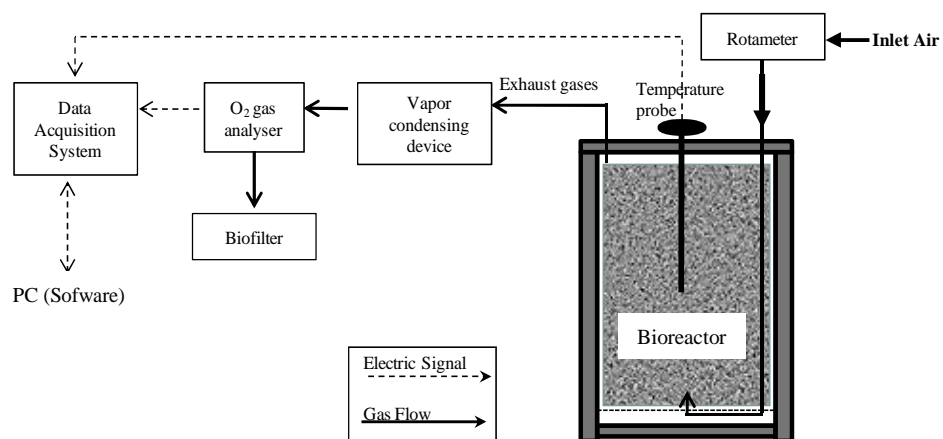 Rotameter
Inlet Air
Data
Acquisition
System
O2 gas
analyser
Vapor
condensing
device
Exhaust gases
Temperature
probe
Biofilter
PC (Sofware)
Bioreactor
Electric Signal
Gas Flow